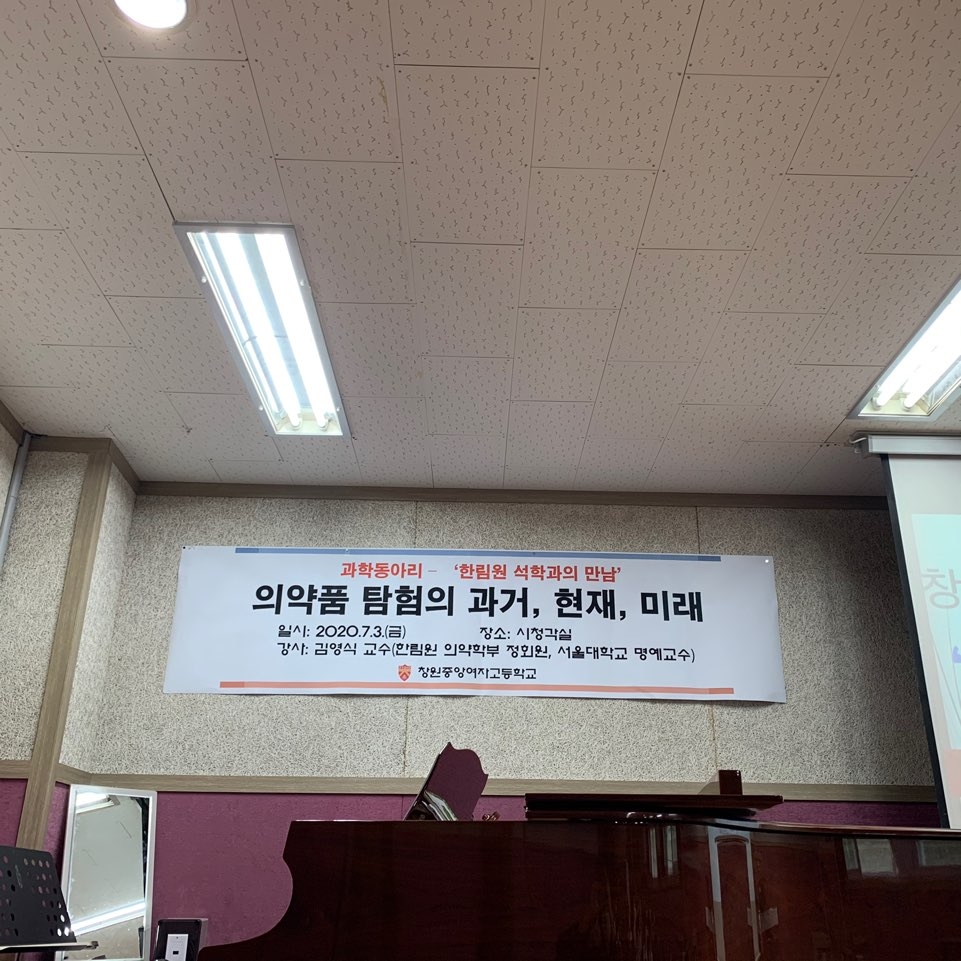 과학동아리 – ‘한림원 석학과의 만남’
의약품 탐험의 과거, 현재, 미래
일시: 2020.7.3.(금) 장소: 시청각실
강사: 김영식 교수(한림원 의약학부 정회원, 서울대학교 명예교수)
창원중앙여자고등학교
창